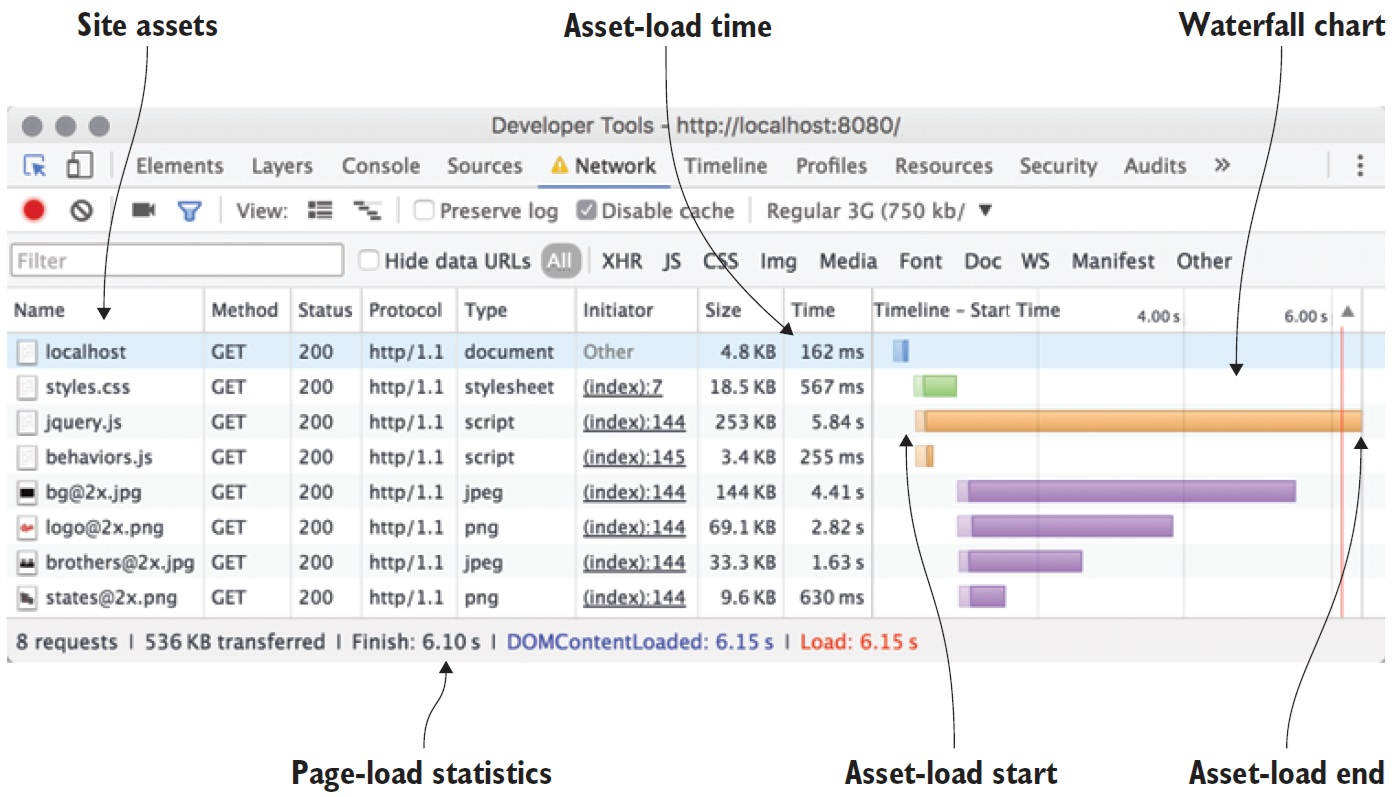 Site assets Asset-load time Waterfall chart
Developer Tools - http://localhost:8080/
Elements Layers Console Sources Network Timeline Profiles Resources Security Audits »
View: Preserve log Disable cache Regular 3G (750 kb/ ▼
Filter Hide data URLs All XHR JS CSS Img Media Font Doc WS Manifest Other
Name Method Status Protocol Type Initiator Size Time Timeline – Start Time 4.00 s 6.00 s ▲
localhost GET 200 http/1.1 document Other 4.8 KB 162 ms
styles.css GET 200 http/1.1 stylesheet (index):7 18.5 KB 567 ms
jquery.js GET 200 http/1.1 script (index):144 253 KB 5.84 s
behaviors.js GET 200 http/1.1 script (index):145 3.4 KB 255 ms
bg@2x.jpg GET 200 http/1.1 jpeg (index):144 144 KB 4.41 s
logo@2x.png GET 200 http/1.1 png (index):144 69.1 KB 2.82 s
brothers@2x.jpg GET 200 http/1.1 jpeg (index):144 33.3 KB 1.63 s
states@2x.png GET 200 http/1.1 png (index):144 9.6 KB 630 ms
8 requests | 536 KB transferred | Finish: 6.10 s | DOMContentLoaded: 6.15 s | Load: 6.15 s
Page-load statistics Asset-load start Asset-load end